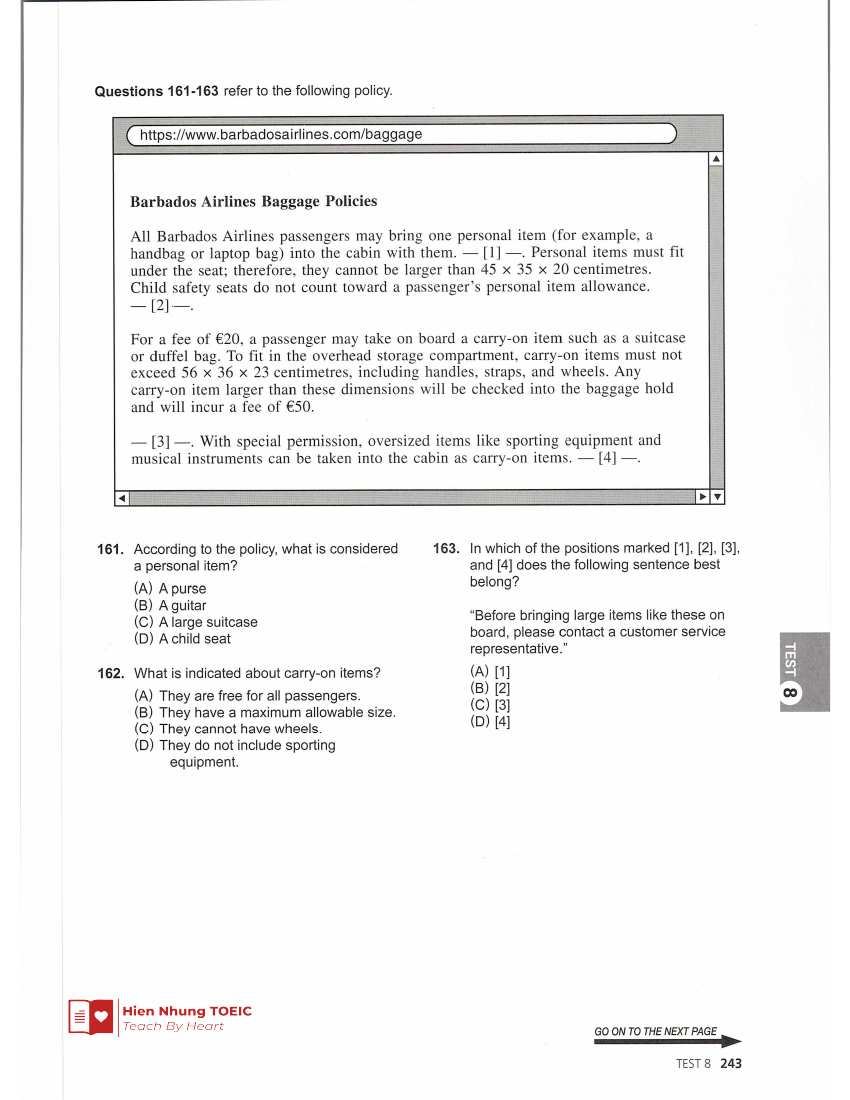 Questions 161-163 refer to the following policy.
https://www.barbadosairlines.com/baggage
Barbados Airlines Baggage Policies
All Barbados Airlines passengers may bring one personal item (for example, a
handbag or laptop bag) into the cabin with them. — [1] —. Personal items must fit
under the seat; therefore, they cannot be larger than 45 × 35 × 20 centimetres.
Child safety seats do not count toward a passenger's personal item allowance.
— [2] —.
For a fee of €20, a passenger may take on board a carry-on item such as a suitcase
or duffel bag. To fit in the overhead storage compartment, carry-on items must not
exceed 56 × 36 × 23 centimetres, including handles, straps, and wheels. Any
carry-on item larger than these dimensions will be checked into the baggage hold
and will incur a fee of €50.
— [3] —. With special permission, oversized items like sporting equipment and
musical instruments can be taken into the cabin as carry-on items. — [4] —.
161. According to the policy, what is considered
a personal item?
(A) A purse
(B) A guitar
(C) A large suitcase
(D) A child seat
162. What is indicated about carry-on items?
(A) They are free for all passengers.
(B) They have a maximum allowable size.
(C) They cannot have wheels.
(D) They do not include sporting
equipment.
163. In which of the positions marked [1], [2], [3],
and [4] does the following sentence best
belong?
"Before bringing large items like these on
board, please contact a customer service
representative."
(A) [1]
(B) [2]
(C) [3]
(D) [4]
TEST 8
Hien Nhung TOEIC
Teach By Heart
GO ON TO THE NEXT PAGE
TEST 8 243